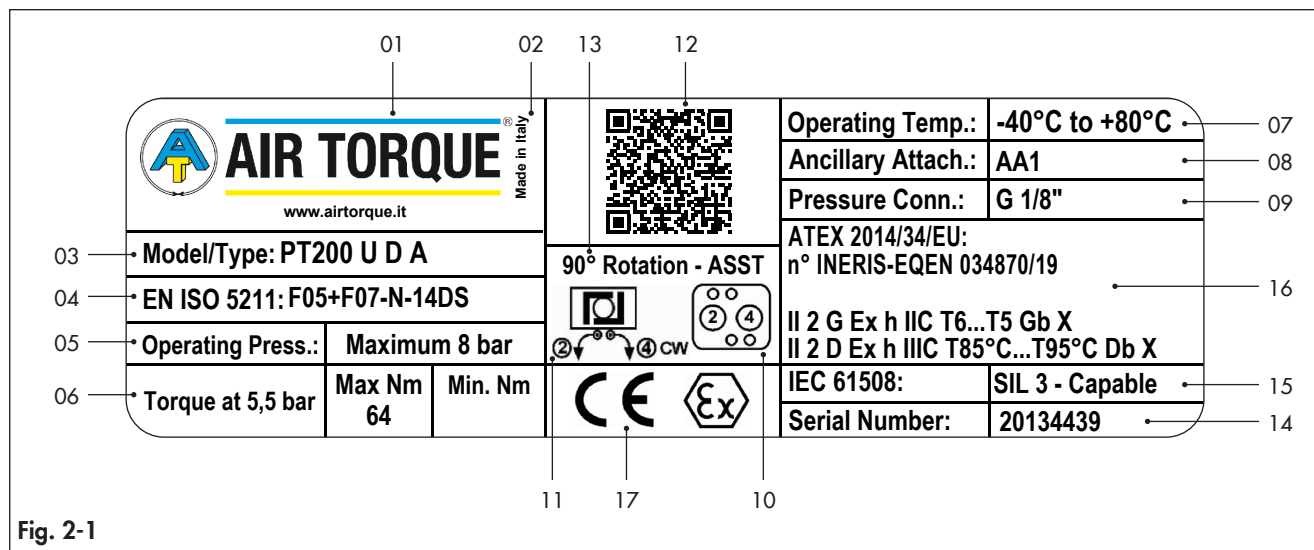 01
02
13
12
AIR TORQUE ®
Made in Italy
www.airtorque.it
03
Model/Type: PT200 U D A
04
EN ISO 5211: F05+F07-N-14DS
05
Operating Press.: Maximum 8 bar
06
Torque at 5,5 bar
Max Nm
64
Min. Nm
90° Rotation - ASST
2 4
2 4 CW
CE Ex
11
17
10
Operating Temp.: -40°C to +80°C
07
Ancillary Attach.: AA1
08
Pressure Conn.: G 1/8"
09
ATEX 2014/34/EU:
n° INERIS-EQEN 034870/19
16
II 2 G Ex h IIC T6...T5 Gb X
II 2 D Ex h IIIC T85°C...T95°C Db X
IEC 61508: SIL 3 - Capable
15
Serial Number: 20134439
14
Fig. 2-1